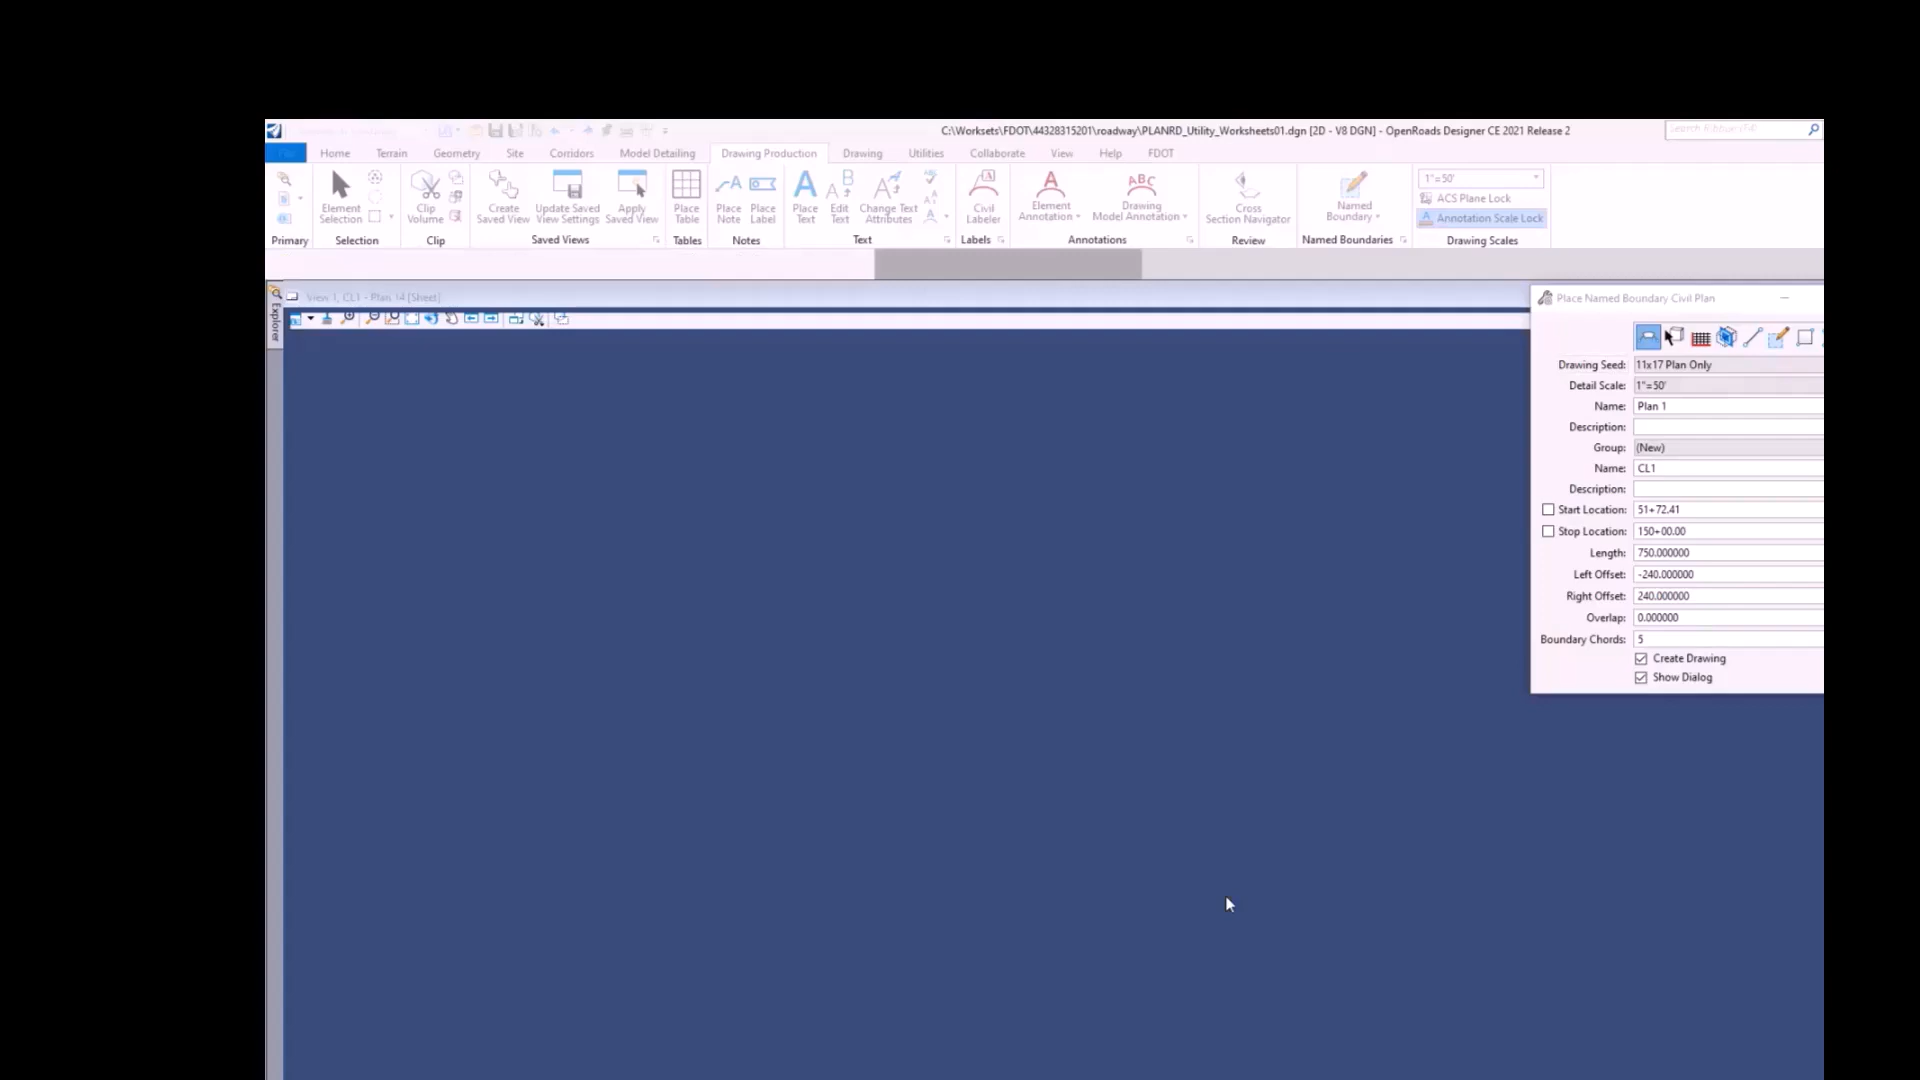 C:\Worksets\FDOT\44328315201\roadway\PLANRD_Utility_Worksheets01.dgn [2D - V8 DGN] - OpenRoads Designer CE 2021 Release 2
Home Terrain Geometry Site Corridors Model Detailing Drawing Production Drawing Utilities Collaborate View Help FDOT
Element Selection
Clip Volume
Create Saved View
Update Saved View Settings
Apply Saved View
Place Table
Place Note
Place Label
Place Text
Edit Text
Change Text Attributes
Civil Labeler
Element Annotation
Drawing Model Annotation
Cross Section Navigator
Named Boundary
1"=50'
ACS Plane Lock
Annotation Scale Lock
Primary Selection Clip Saved Views Tables Notes Text Labels Annotations Review Named Boundaries Drawing Scales
Explorer
View 1, CL1 - Plan 14 [Sheet]
Place Named Boundary Civil Plan
Drawing Seed: 11x17 Plan Only
Detail Scale: 1"=50'
Name: Plan 1
Description:
Group: (New)
Name: CL1
Description:
Start Location: 51+72.41
Stop Location: 150+00.00
Length: 750.000000
Left Offset: -240.000000
Right Offset: 240.000000
Overlap: 0.000000
Boundary Chords: 5
Create Drawing
Show Dialog